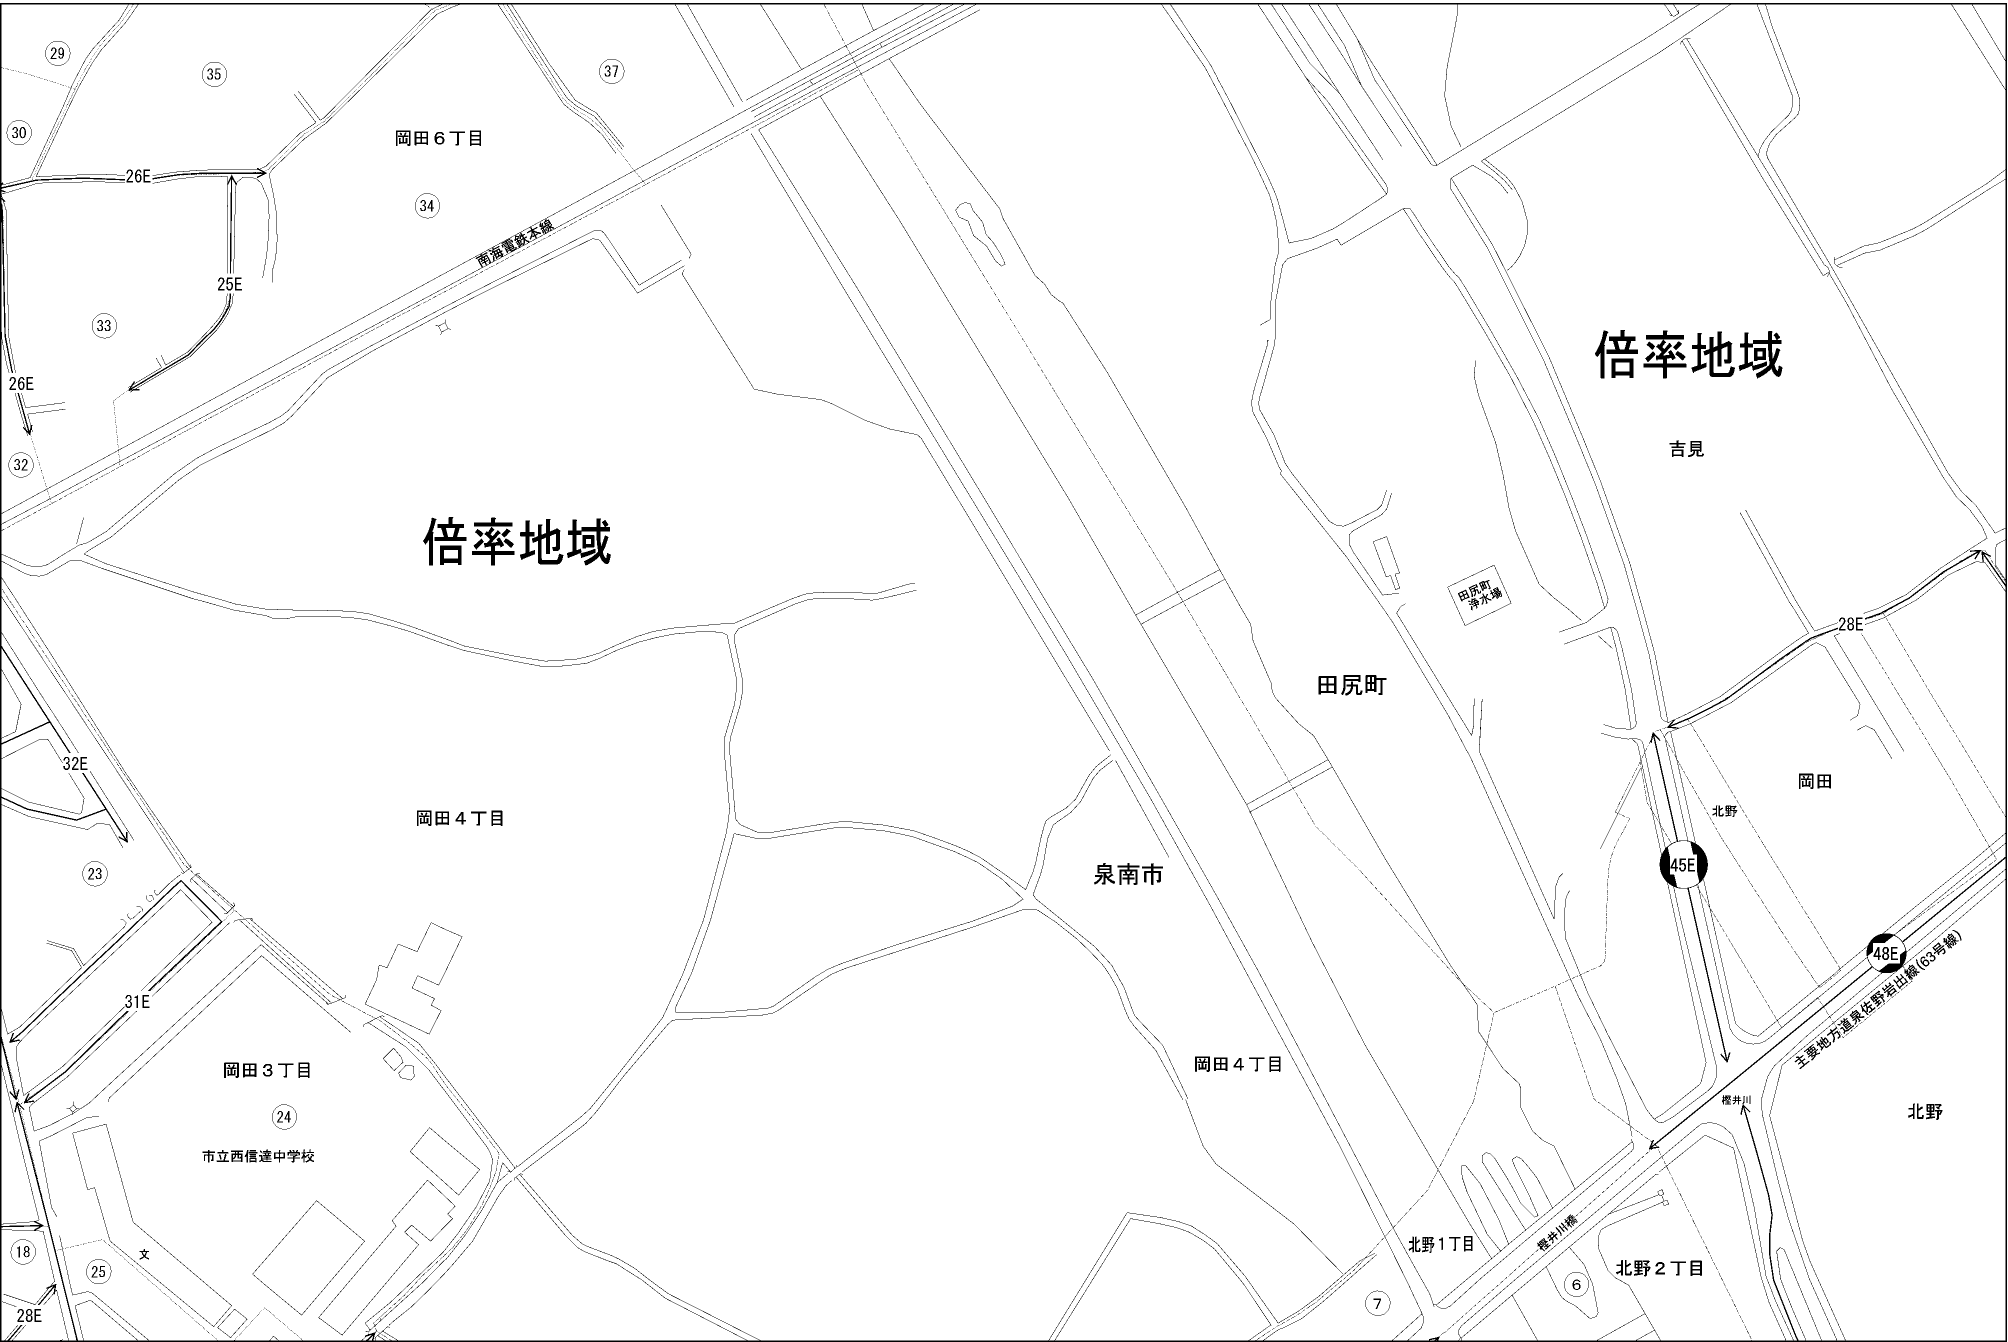 29
35
37
30
岡田６丁目
26E
34
南海電鉄本線
25E
33
26E
倍率地域
吉見
32
倍率地域
田尻町
浄水場
28E
田尻町
32E
岡田
北野
岡田４丁目
45E
23
泉南市
48E
主要地方道泉佐野岩出線(63号線)
31E
岡田４丁目
岡田３丁目
樫井川
北野
24
市立西信達中学校
樫井川橋
北野１丁目
18
文
25
北野２丁目
6
7
28E